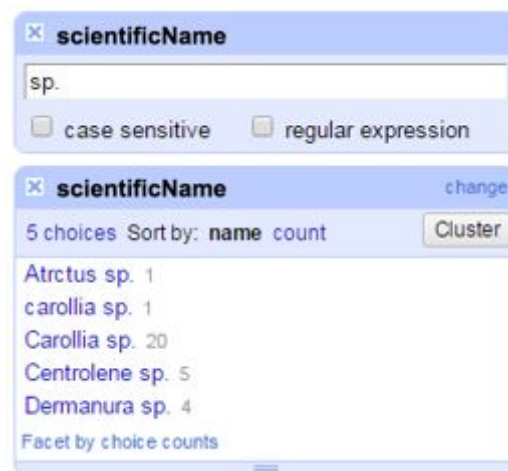 scientificName
sp.
case sensitive regular expression
scientificName change
5 choices Sort by: name count Cluster
Atrctus sp. 1
carollia sp. 1
Carollia sp. 20
Centrolene sp. 5
Dermanura sp. 4
Facet by choice counts